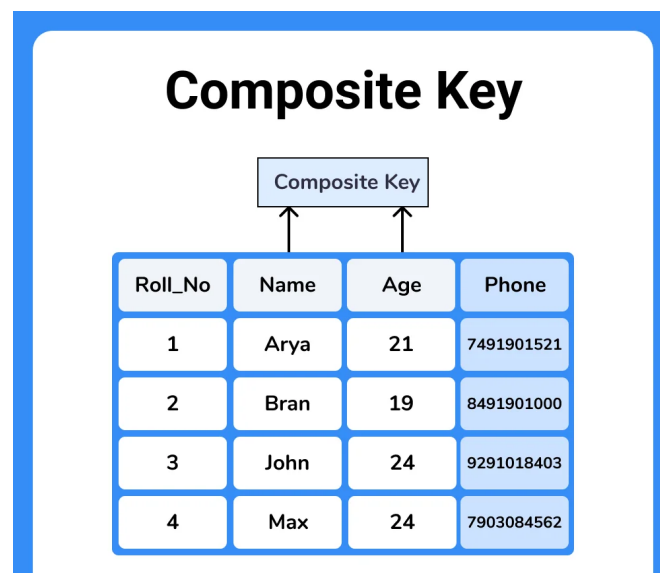 Composite Key
Composite Key
Roll_No Name Age Phone
1 Arya 21 7491901521
2 Bran 19 8491901000
3 John 24 9291018403
4 Max 24 7903084562